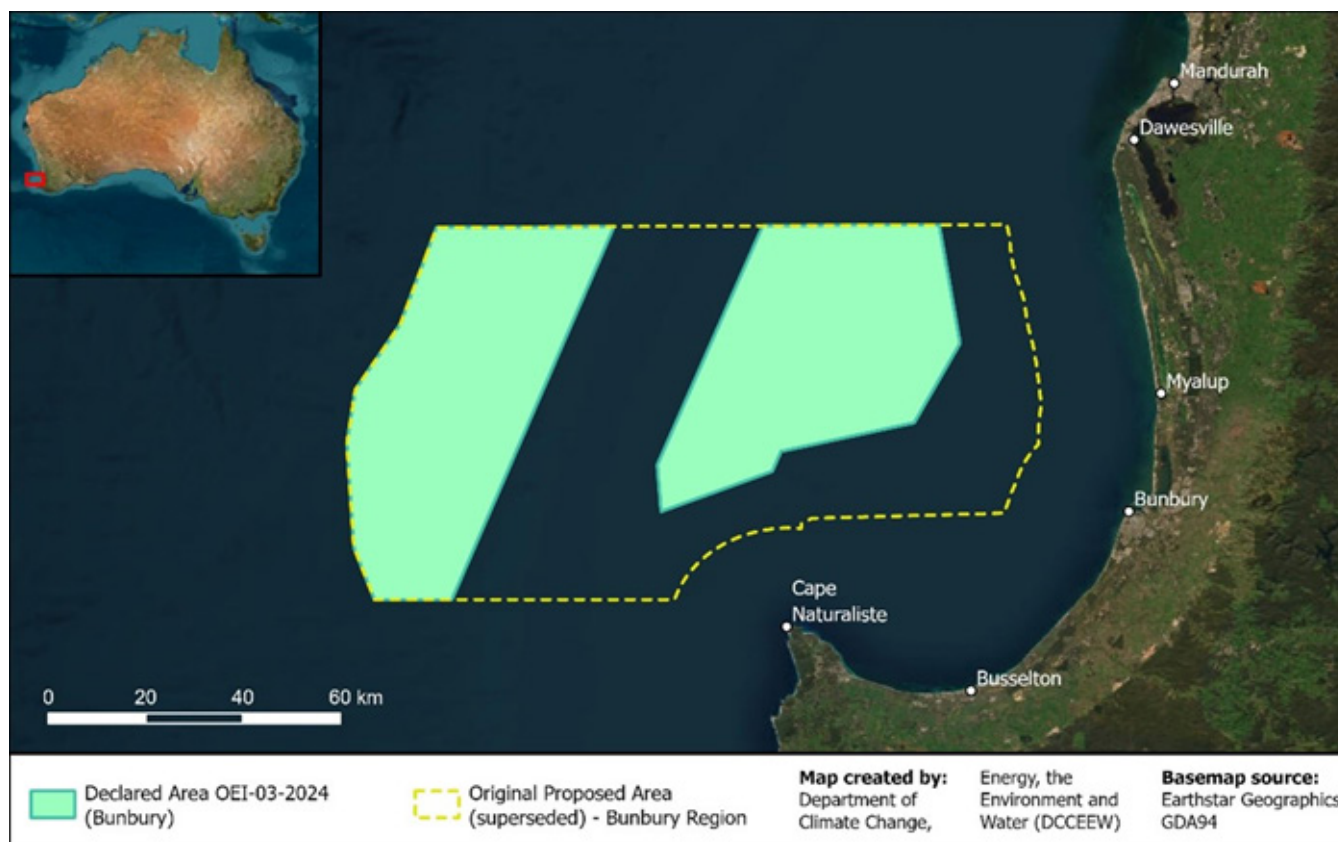 Mandurah
Dawesville
Myalup
Bunbury
Cape
Naturaliste
Busselton
0 20 40 60 km
Declared Area OEI-03-2024
(Bunbury)
Original Proposed Area
(superseded) - Bunbury Region
Map created by:
Department of
Climate Change,
Energy, the
Environment and
Water (DCCEEW)
Basemap source:
Earthstar Geographics
GDA94